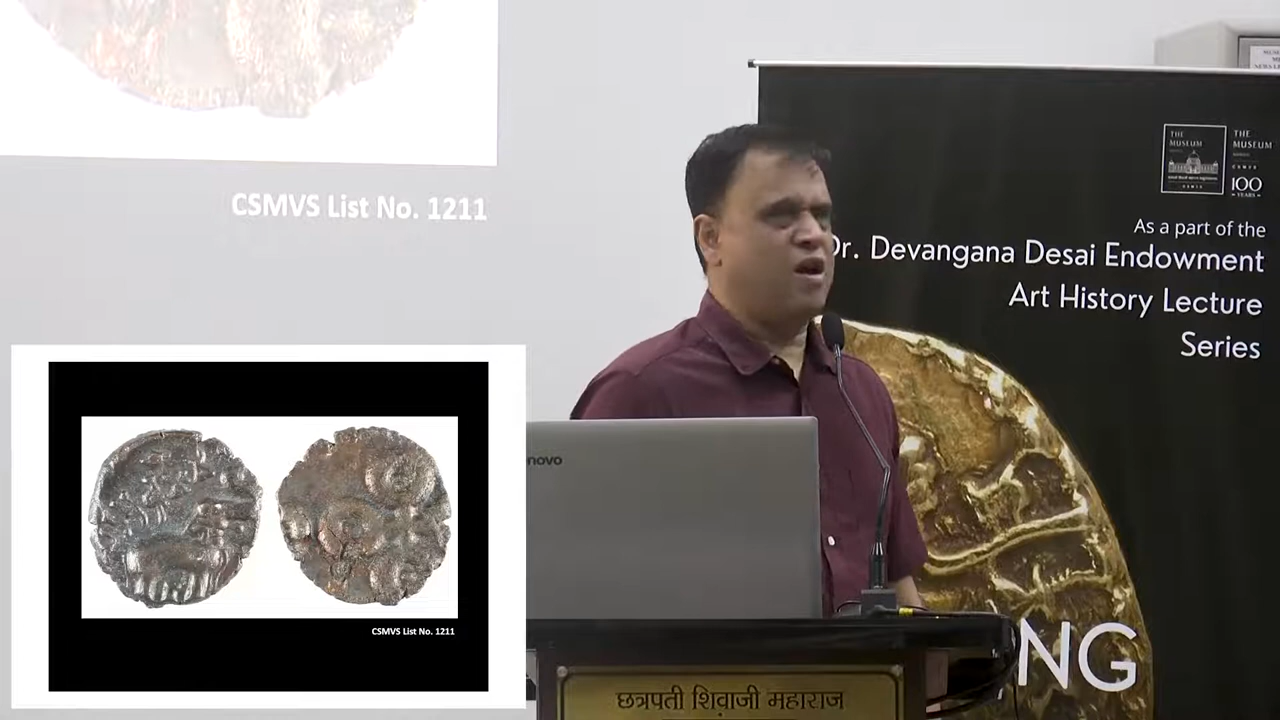 CSMVS List No. 1211
CSMVS List No. 1211
novo
THE
MUSEUM
THE
MUSEUM
CSMVS
100
YEARS
As a part of the
Dr. Devangana Desai Endowment
Art History Lecture
Series
NG
छत्रपती शिवाजी महाराज